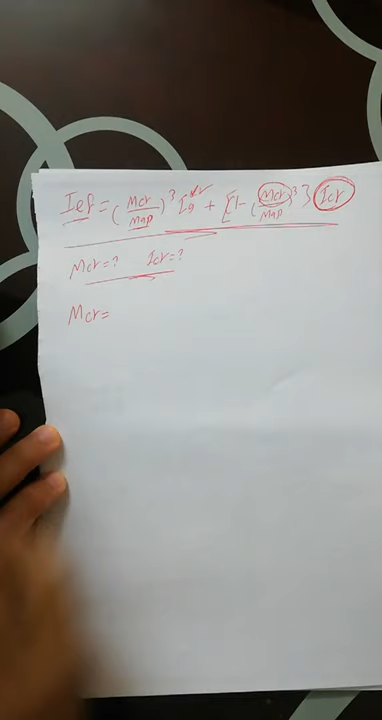 Ief = (Mcr/Map)³ Ig + [1 - (Mcr/Map)³] Icr
Mcr=? Icr=?
Mcr=